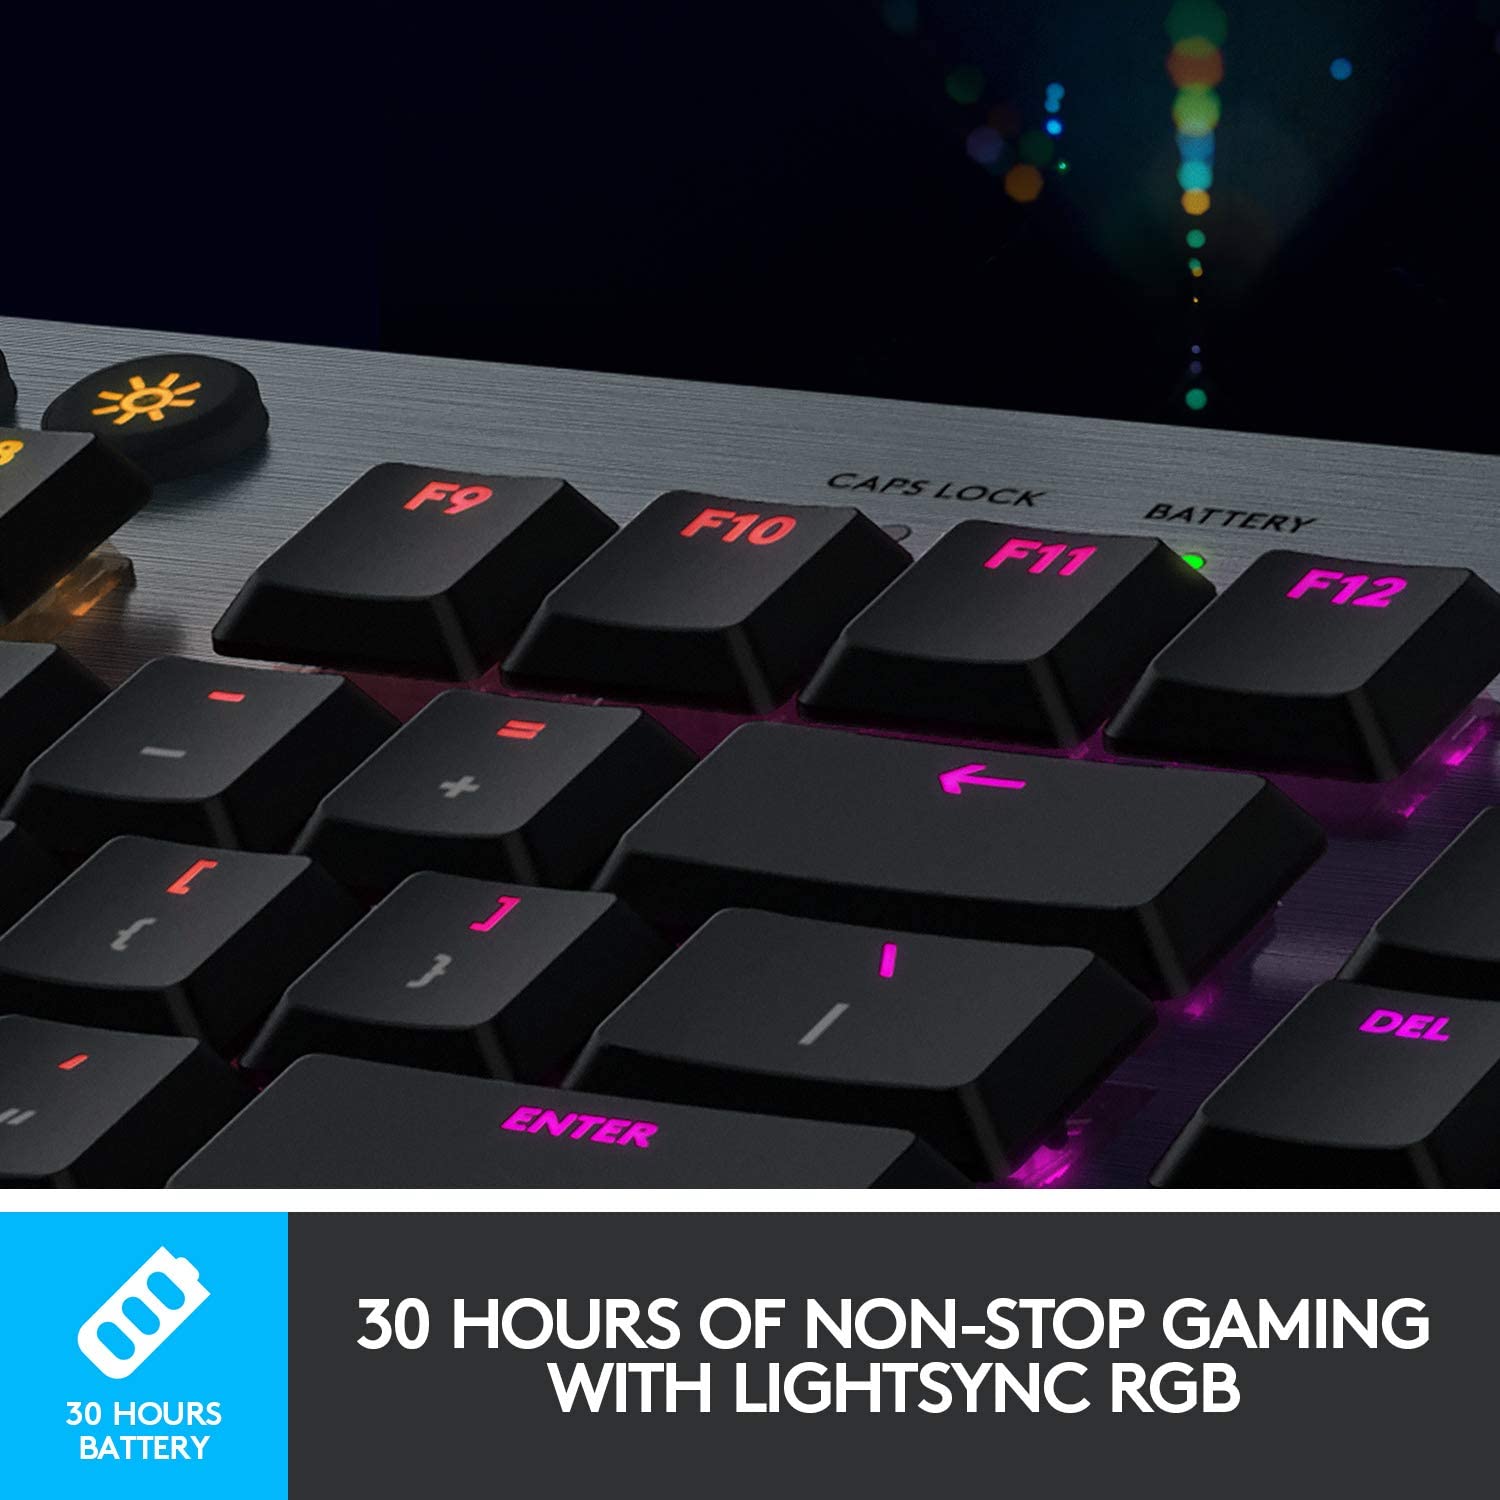 8
F9
F10
CAPS LOCK
F11
BATTERY
F12
-
_
=
+
←
[
{
]
}
DEL
'
"
ENTER
30 HOURS
BATTERY
30 HOURS OF NON-STOP GAMING
WITH LIGHTSYNC RGB